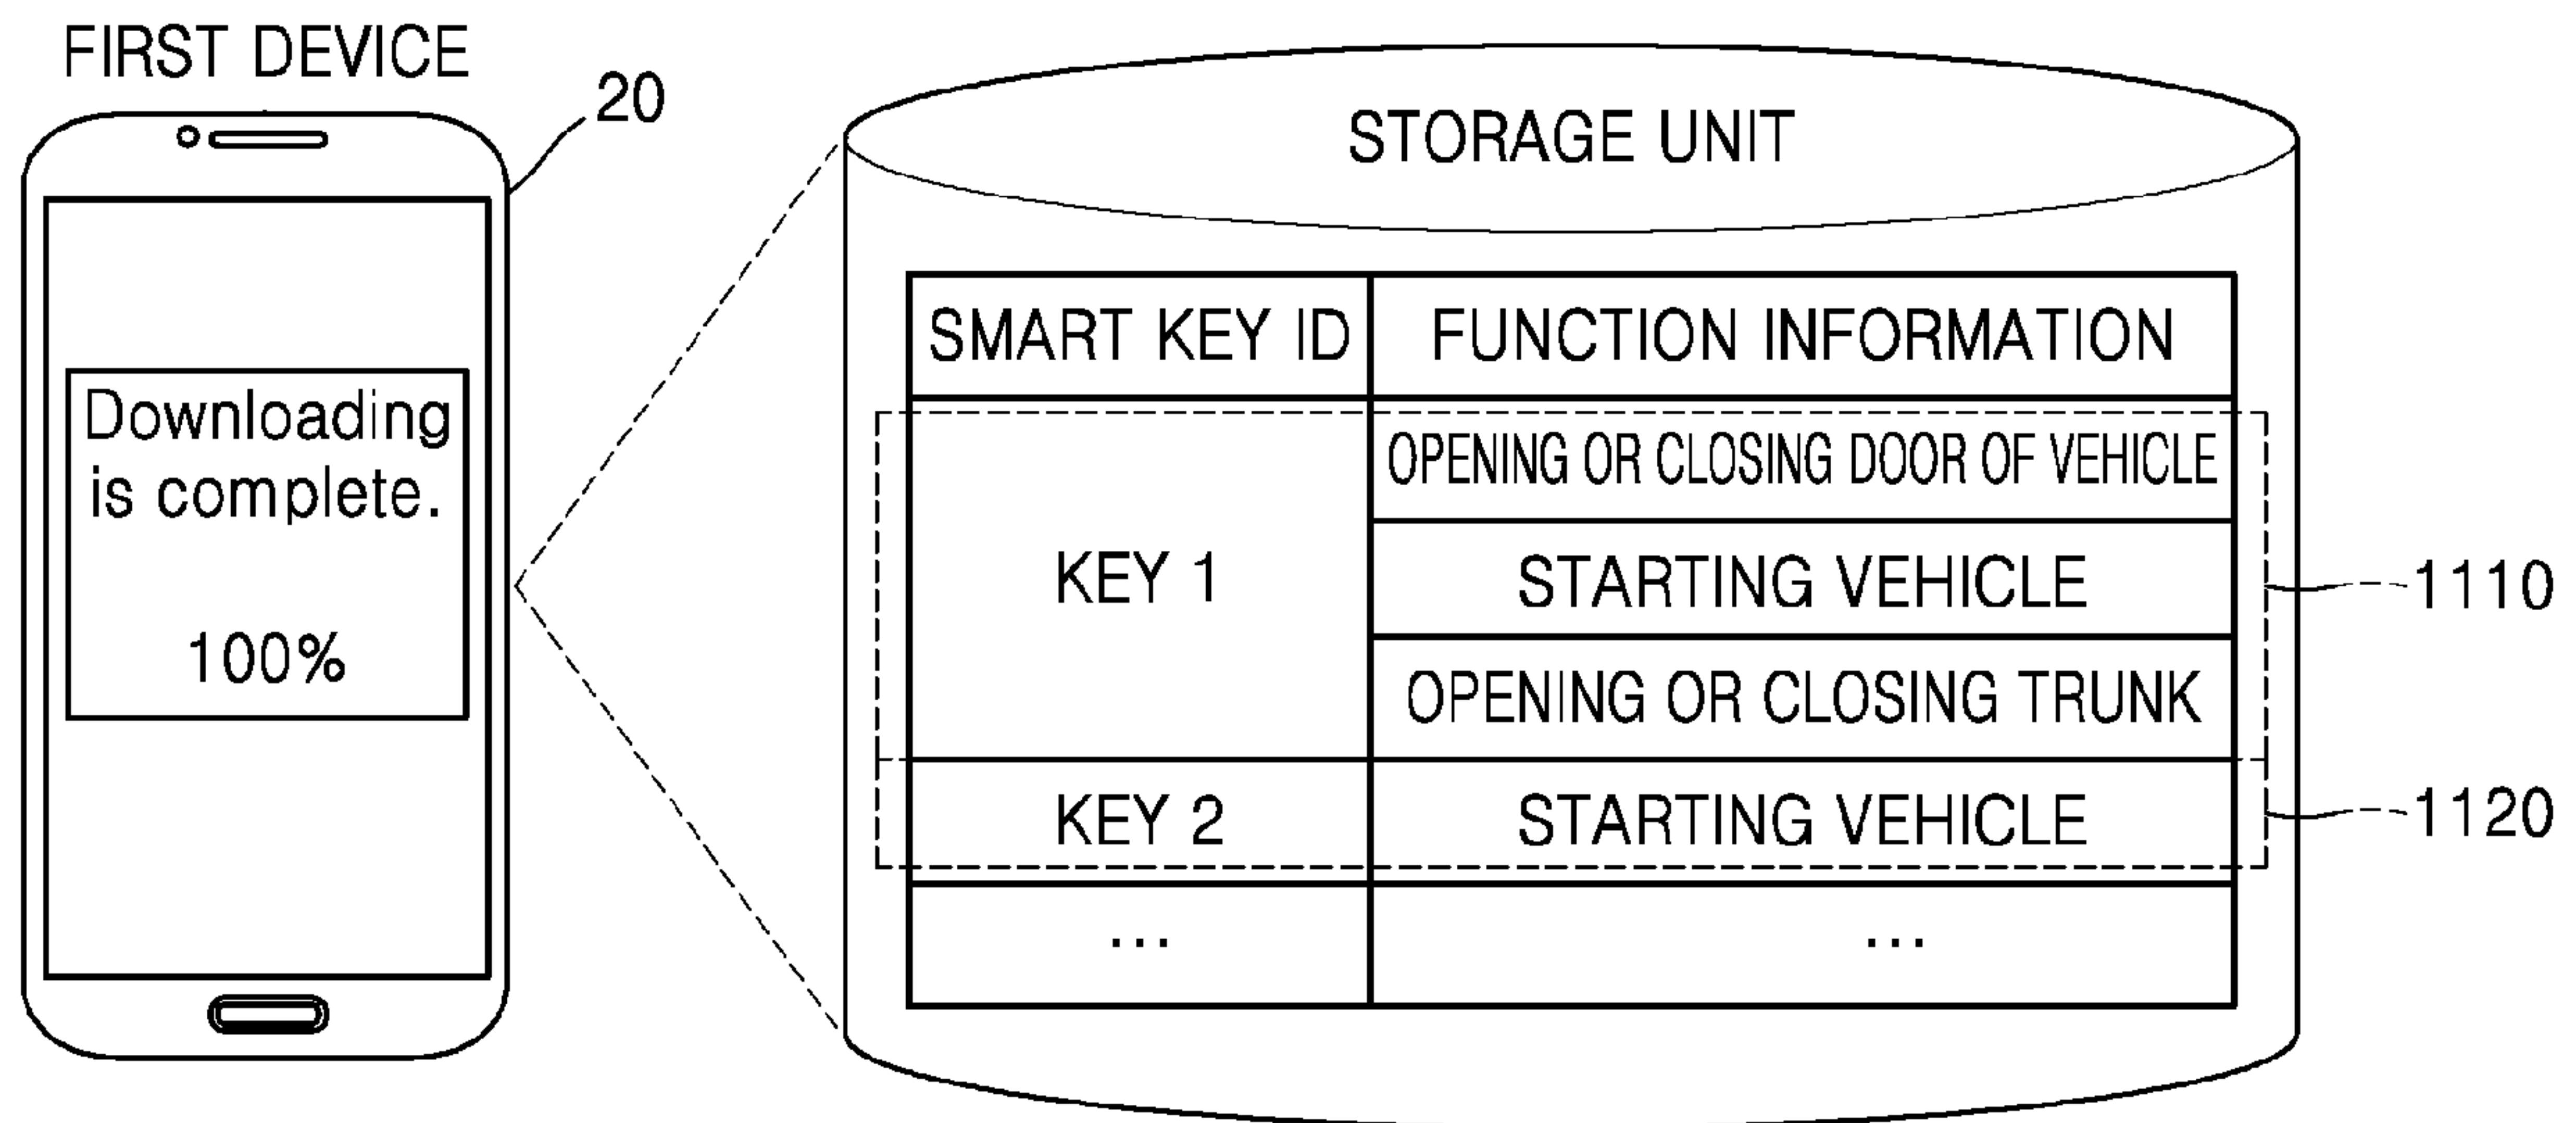 FIRST DEVICE
20
Downloading
is complete.
100%
STORAGE UNIT
SMART KEY ID
FUNCTION INFORMATION
KEY 1
OPENING OR CLOSING DOOR OF VEHICLE
STARTING VEHICLE
OPENING OR CLOSING TRUNK
1110
KEY 2
STARTING VEHICLE
1120
...
...